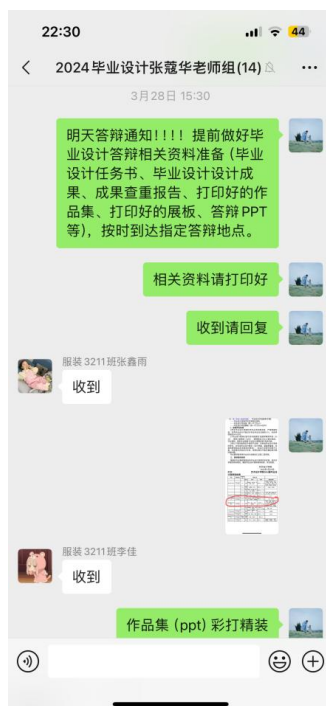 22:30
44
2024毕业设计张蔻华老师组(14)
3月28日 15:30
明天答辩通知!!!! 提前做好毕
业设计答辩相关资料准备(毕业
设计任务书、毕业设计设计成
果、成果查重报告、打印好的作
品集、打印好的展板、答辩PPT
等),按时到达指定答辩地点。
相关资料请打印好
收到请回复
服装3211班张鑫雨
收到
服装3211班李佳
收到
作品集(ppt)彩打精装